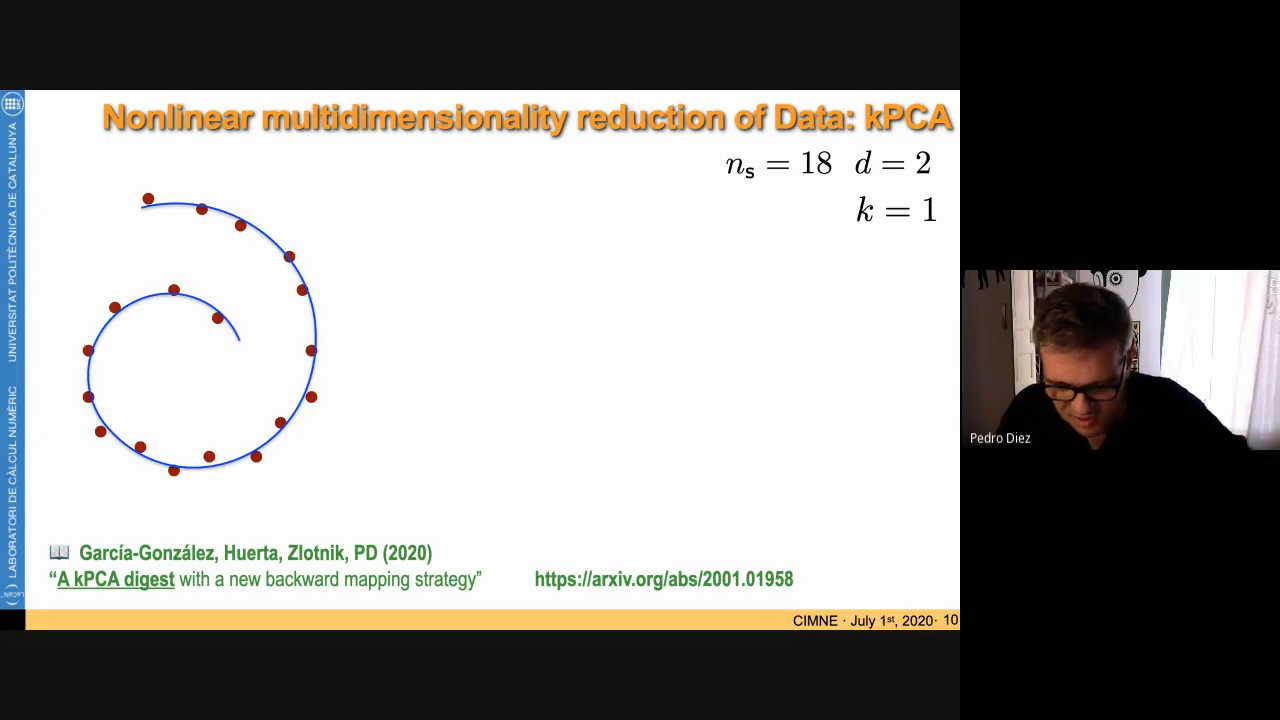 Nonlinear multidimensionality reduction of Data: kPCA
n_s = 18 d = 2
k = 1
UNIVERSITAT POLITÈCNICA DE CATALUNYA
LABORATORI DE CÀLCUL NUMÈRIC
García-González, Huerta, Zlotnik, PD (2020)
“A kPCA digest with a new backward mapping strategy” https://arxiv.org/abs/2001.01958
CIMNE · July 1st, 2020· 10
Pedro Diez